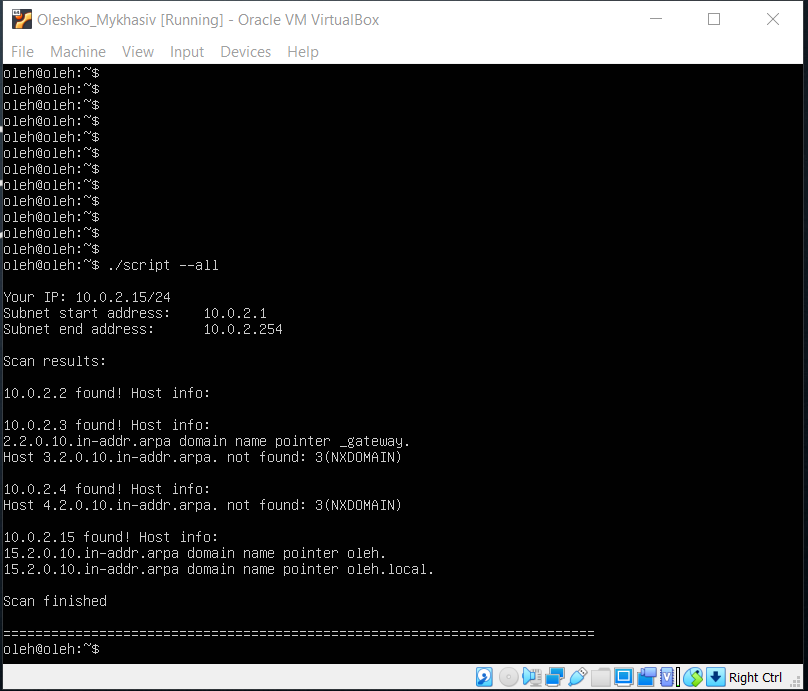 Oleshko_Mykhasiv [Running] - Oracle VM VirtualBox
File Machine View Input Devices Help
oleh@oleh:~$
oleh@oleh:~$
oleh@oleh:~$
oleh@oleh:~$
oleh@oleh:~$
oleh@oleh:~$
oleh@oleh:~$
oleh@oleh:~$
oleh@oleh:~$
oleh@oleh:~$
oleh@oleh:~$
oleh@oleh:~$
oleh@oleh:~$ ./script --all
Your IP: 10.0.2.15/24
Subnet start address: 10.0.2.1
Subnet end address: 10.0.2.254
Scan results:
10.0.2.2 found! Host info:
10.0.2.3 found! Host info:
2.2.0.10.in-addr.arpa domain name pointer _gateway.
Host 3.2.0.10.in-addr.arpa. not found: 3(NXDOMAIN)
10.0.2.4 found! Host info:
Host 4.2.0.10.in-addr.arpa. not found: 3(NXDOMAIN)
10.0.2.15 found! Host info:
15.2.0.10.in-addr.arpa domain name pointer oleh.
15.2.0.10.in-addr.arpa domain name pointer oleh.local.
Scan finished
==========================================================================
oleh@oleh:~$
Right Ctrl